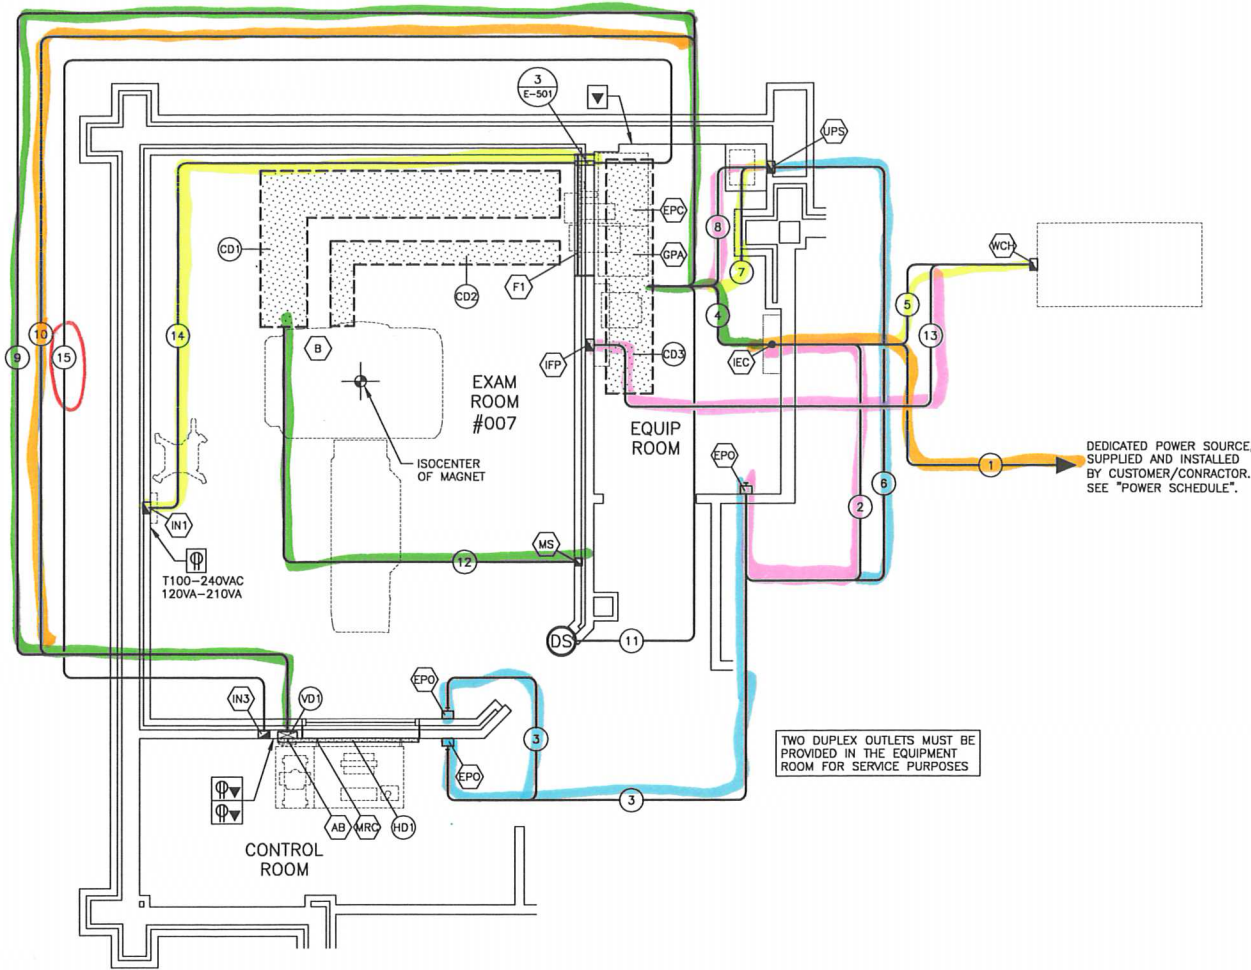 3
E-501
UPS
EPC
8
CD1
GPA
WCH
F1
7
CD2
5
4
10
14
13
9
15
B
IFP
CD3
IEC
EXAM
ROOM
#007
EQUIP
ROOM
ISOCENTER
OF MAGNET
EPO
1
DEDICATED POWER SOURCE,
SUPPLIED AND INSTALLED
BY CUSTOMER/CONRACTOR.
SEE "POWER SCHEDULE".
6
2
IN1
MS
12
T100-240VAC
120VA-210VA
DS
11
EPO
IN3
VD1
3
TWO DUPLEX OUTLETS MUST BE
PROVIDED IN THE EQUIPMENT
ROOM FOR SERVICE PURPOSES
EPO
3
AB
MRC
HD1
CONTROL
ROOM